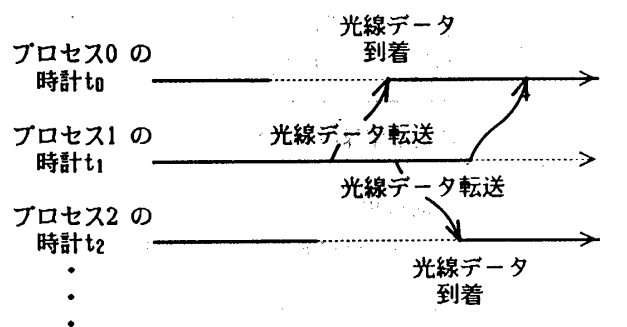 光線データ
到着
プロセス0 の
時計t0
プロセス1 の
時計t1
光線データ転送
光線データ転送
プロセス2 の
時計t2
光線データ
到着